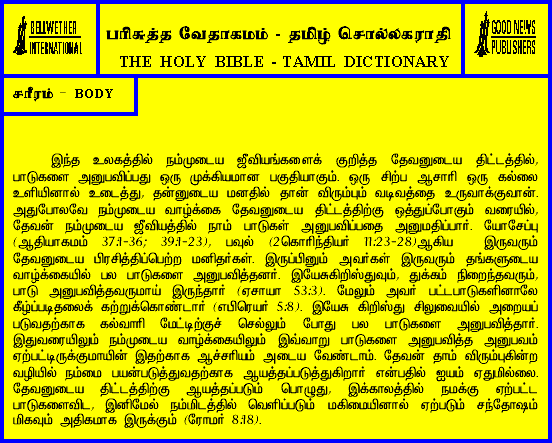 BELLWETHER
INTERNATIONAL
பரிசுத்த வேதாகமம் - தமிழ் சொல்லகராதி
THE HOLY BIBLE - TAMIL DICTIONARY
GOOD NEWS
PUBLISHERS
சரீரம் - BODY
இந்த உலகத்தில் நம்முடைய ஜீவியங்களைக் குறித்த தேவனுடைய திட்டத்தில்,
பாடுகளை அனுபவிப்பது ஒரு முக்கியமான பகுதியாகும். ஒரு சிற்ப ஆசாரி ஒரு கல்லை
உளியினால் உடைத்து, தன்னுடைய மனதில் தான் விரும்பும் வடிவத்தை உருவாக்குவான்.
அதுபோலவே நம்முடைய வாழ்க்கை தேவனுடைய திட்டத்திற்கு ஒத்துப்போகும் வரையில்,
தேவன் நம்முடைய ஜீவியத்தில் நாம் பாடுகள் அனுபவிப்பதை அனுமதிப்பார். யோசேப்பு
(ஆதியாகமம் 37:1-36; 39:1-23), பவுல் (2கொரிந்தியர் 11:23-28)ஆகிய இருவரும்
தேவனுடைய பிரசித்திப்பெற்ற மனிதர்கள். இருப்பினும் அவர்கள் இருவரும் தங்களுடைய
வாழ்க்கையில் பல பாடுகளை அனுபவித்தனர். இயேசுகிறிஸ்துவும், துக்கம் நிறைந்தவரும்,
பாடு அனுபவித்தவருமாய் இருந்தார் (ஏசாயா 53:3). மேலும் அவர் பட்டபாடுகளினாலே
கீழ்ப்படிதலைக் கற்றுக்கொண்டார் (எபிரெயர் 5:8). இயேசு கிறிஸ்து சிலுவையில் அறையப்
படுவதற்காக கல்வாரி மேட்டிற்குச் செல்லும் போது பல பாடுகளை அனுபவித்தார்.
இதுவரையிலும் நம்முடைய வாழ்க்கையிலும் இவ்வாறு பாடுகளை அனுபவித்த அனுபவம்
ஏற்பட்டிருக்குமாயின் இதற்காக ஆச்சரியம் அடைய வேண்டாம். தேவன் தாம் விரும்புகின்ற
வழியில் நம்மை பயன்படுத்துவதற்காக ஆயத்தப்படுத்துகிறார் என்பதில் ஐயம் ஏதுமில்லை.
தேவனுடைய திட்டத்திற்கு ஆயத்தப்படும் பொழுது, இக்காலத்தில் நமக்கு ஏற்பட்ட
பாடுகளைவிட, இனிமேல் நம்மிடத்தில் வெளிப்படும் மகிமையினால் ஏற்படும் சந்தோஷம்
மிகவும் அதிகமாக இருக்கும் (ரோமர் 8:18).